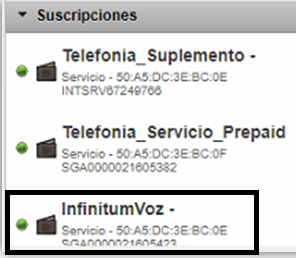 Suscripciones
Telefonia_Suplemento -
Servicio - 50:A5:DC:3E:BC:0E
INTSRV67249766
Telefonia_Servicio_Prepaid
Servicio - 50:A5:DC:3E:BC:0F
SGA0000021605382
InfinitumVoz -
Servicio - 50:A5:DC:3E:BC:0E
SGA0000021605423